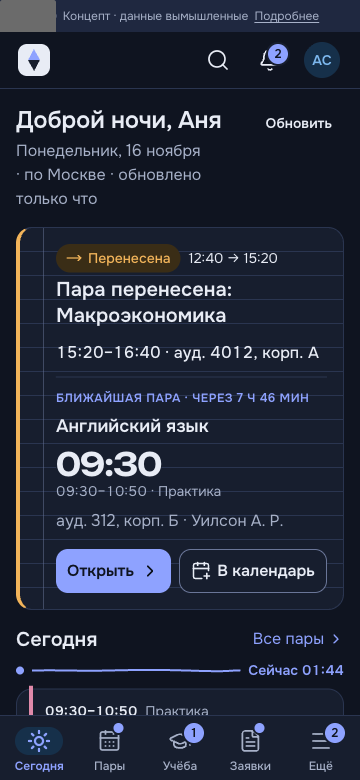 Концепт · данные вымышленные Подробнее
2
АС
Доброй ночи, Аня
Обновить
Понедельник, 16 ноября
· по Москве · обновлено
только что
→ Перенесена 12:40 → 15:20
Пара перенесена:
Макроэкономика
15:20–16:40 · ауд. 4012, корп. А
БЛИЖАЙШАЯ ПАРА · ЧЕРЕЗ 7 Ч 46 МИН
Английский язык
09:30
09:30–10:50 · Практика
ауд. 312, корп. Б · Уилсон А. Р.
Открыть
В календарь
Сегодня
Все пары
Сейчас 01:44
09:30–10:50 Практика
1
2
Сегодня
Пары
Учёба
Заявки
Ещё